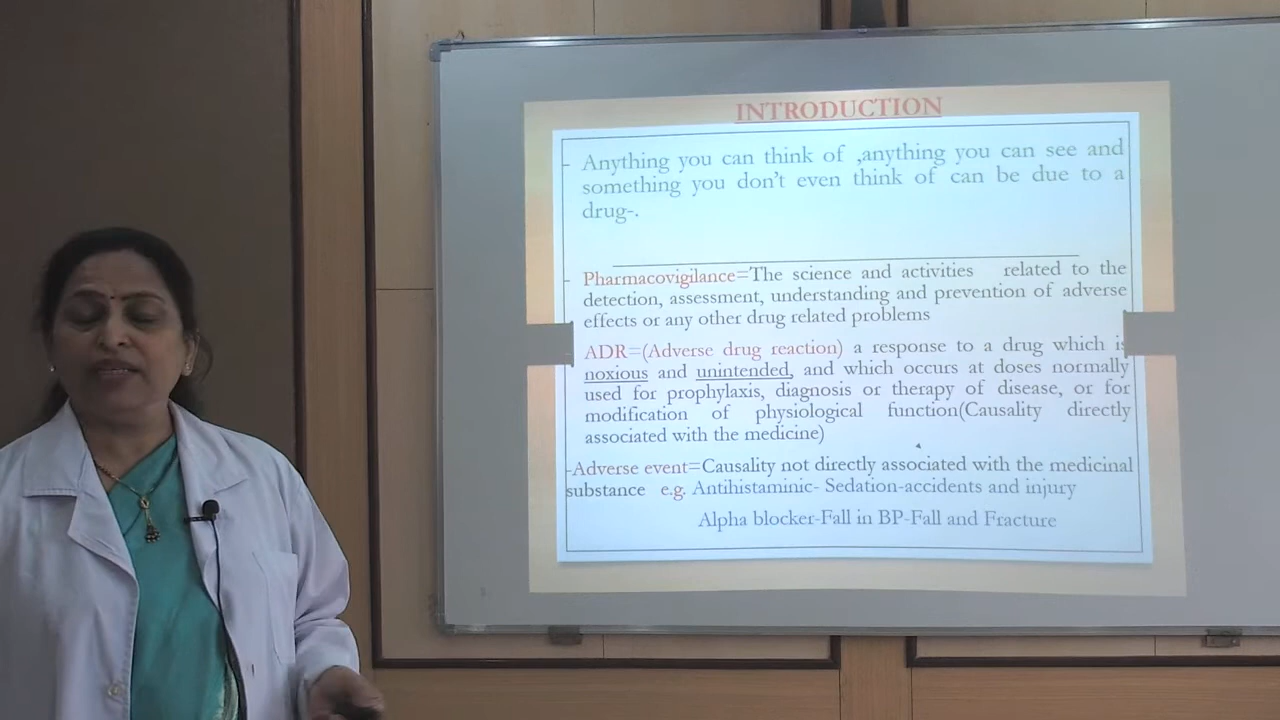 INTRODUCTION
- Anything you can think of ,anything you can see and
something you don't even think of can be due to a
drug-.
- Pharmacovigilance=The science and activities related to the
detection, assessment, understanding and prevention of adverse
effects or any other drug related problems
ADR=(Adverse drug reaction) a response to a drug which is
noxious and unintended, and which occurs at doses normally
used for prophylaxis, diagnosis or therapy of disease, or for
modification of physiological function(Causality directly
associated with the medicine)
-Adverse event=Causality not directly associated with the medicinal
substance e.g. Antihistaminic- Sedation-accidents and injury
Alpha blocker-Fall in BP-Fall and Fracture